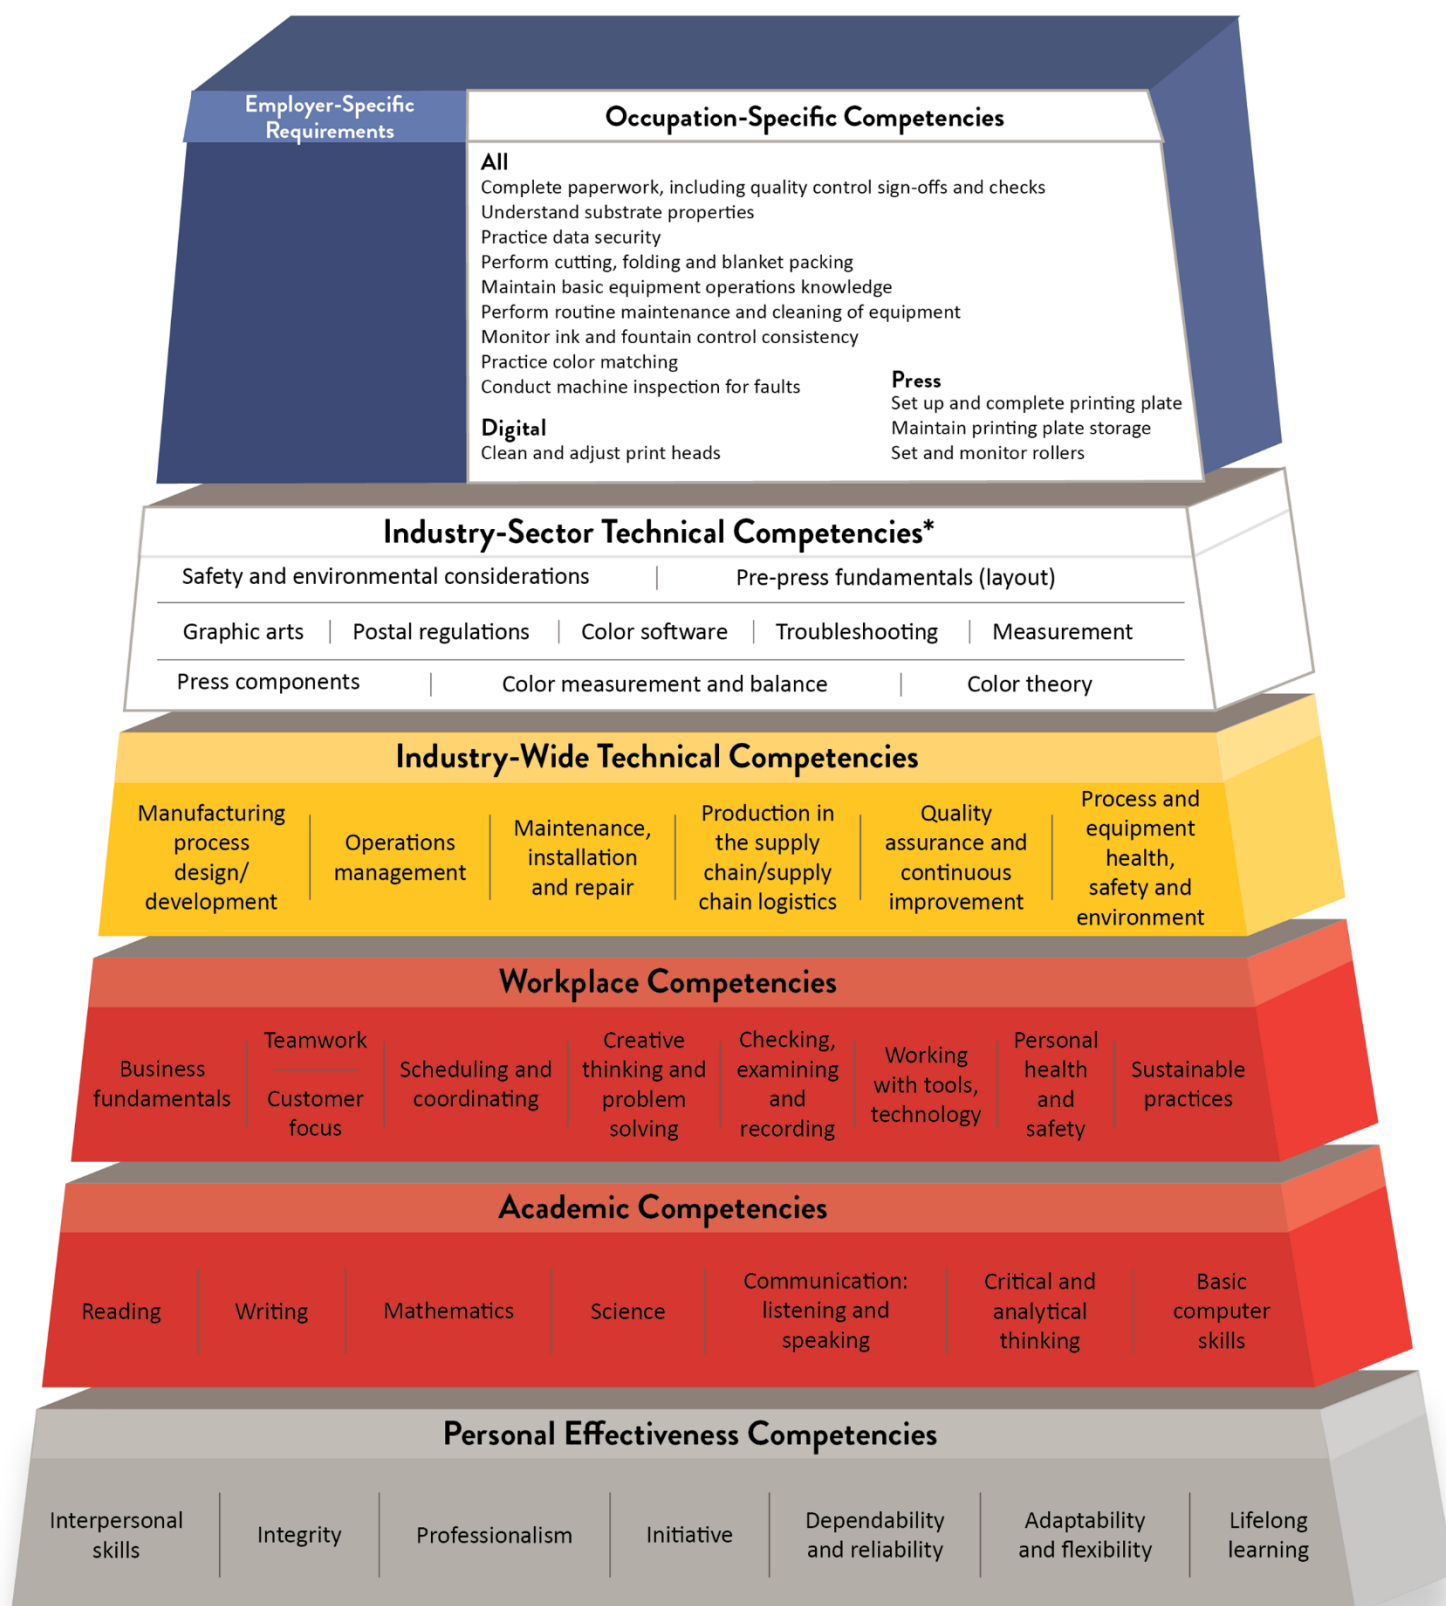 Employer-Specific
Requirements
Occupation-Specific Competencies
All
Complete paperwork, including quality control sign-offs and checks
Understand substrate properties
Practice data security
Perform cutting, folding and blanket packing
Maintain basic equipment operations knowledge
Perform routine maintenance and cleaning of equipment
Monitor ink and fountain control consistency
Practice color matching
Conduct machine inspection for faults
Digital
Clean and adjust print heads
Press
Set up and complete printing plate
Maintain printing plate storage
Set and monitor rollers
Industry-Sector Technical Competencies*
Safety and environmental considerations
Pre-press fundamentals (layout)
Graphic arts
Postal regulations
Color software
Troubleshooting
Measurement
Press components
Color measurement and balance
Color theory
Industry-Wide Technical Competencies
Manufacturing
process
design/
development
Operations
management
Maintenance,
installation
and repair
Production in
the supply
chain/supply
chain logistics
Quality
assurance and
continuous
improvement
Process and
equipment
health,
safety and
environment
Workplace Competencies
Business
fundamentals
Teamwork
Customer
focus
Scheduling and
coordinating
Creative
thinking and
problem
solving
Checking,
examining
and
recording
Working
with tools,
technology
Personal
health
and
safety
Sustainable
practices
Academic Competencies
Reading
Writing
Mathematics
Science
Communication:
listening and
speaking
Critical and
analytical
thinking
Basic
computer
skills
Personal Effectiveness Competencies
Interpersonal
skills
Integrity
Professionalism
Initiative
Dependability
and reliability
Adaptability
and flexibility
Lifelong
learning